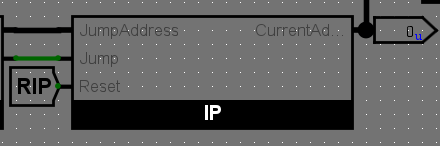 JumpAddress CurrentAd...
0u
Jump
RIP Reset
IP